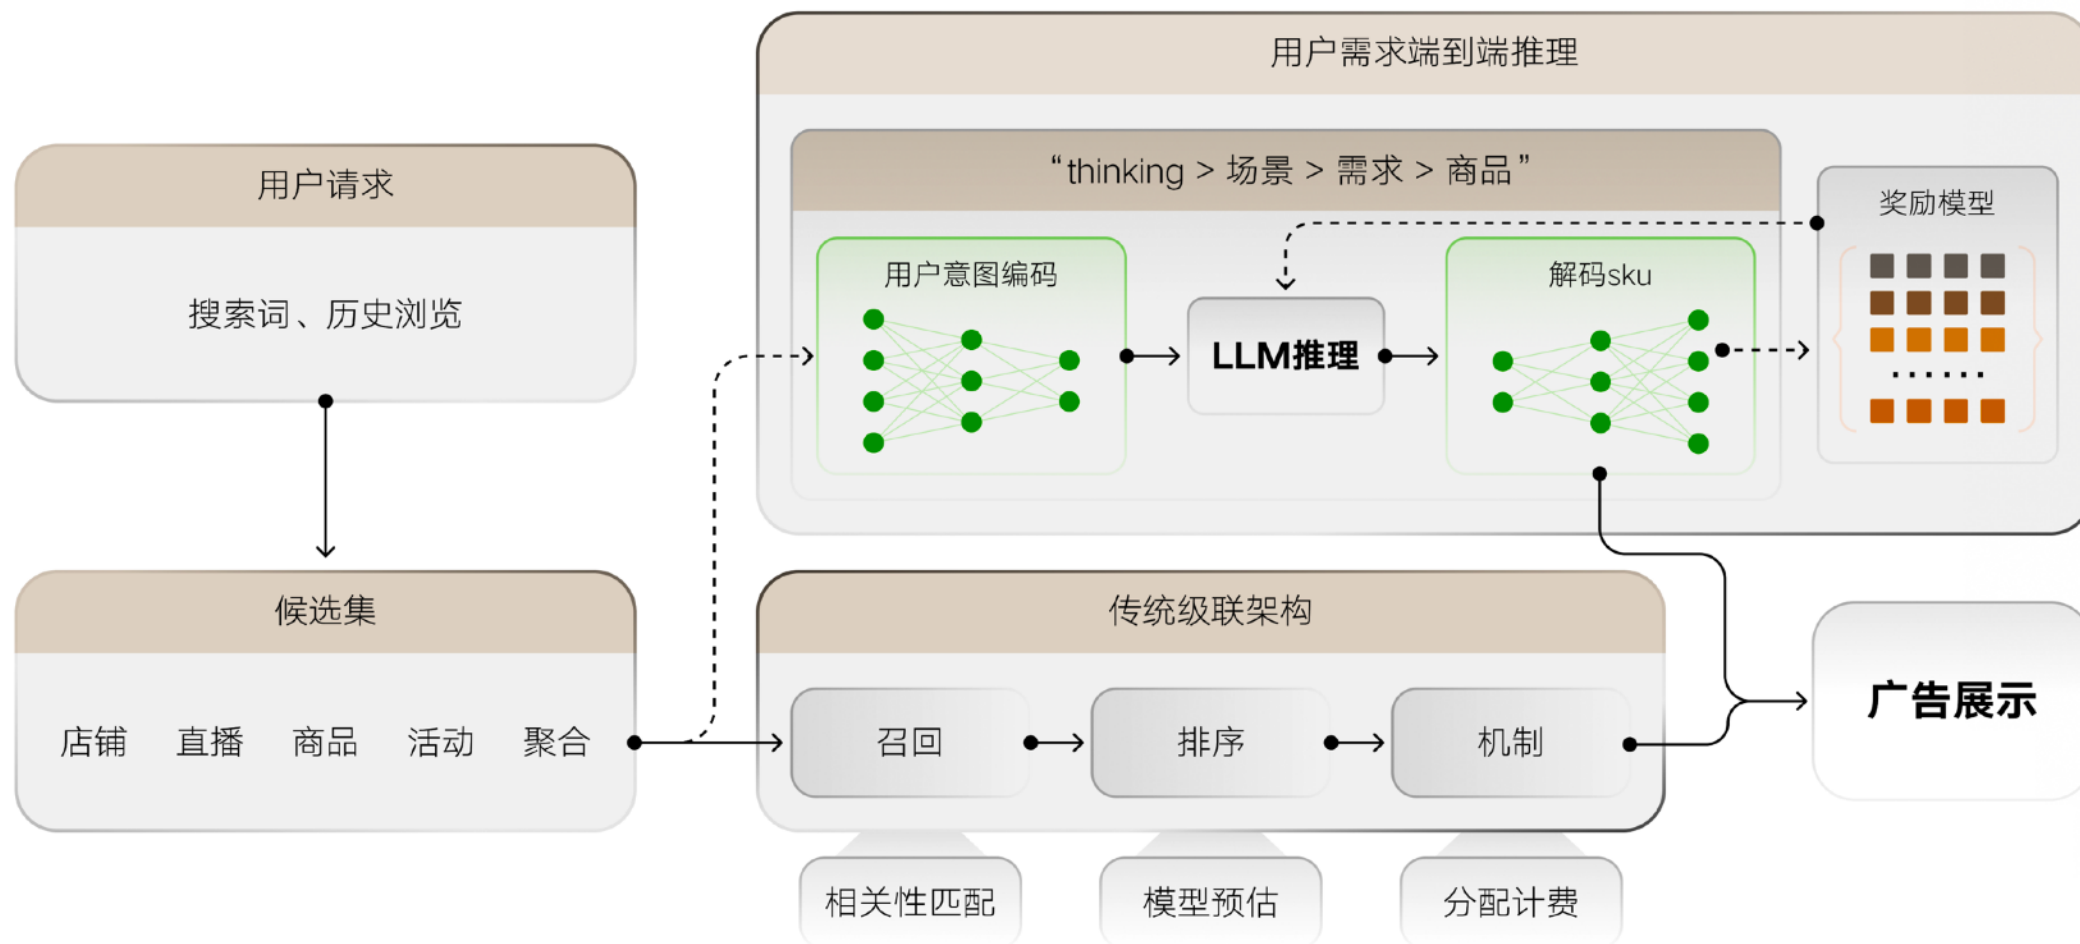 用户需求端到端推理
“thinking > 场景 > 需求 > 商品”
用户请求
搜索词、历史浏览
用户意图编码
LLM推理
解码sku
奖励模型
······
候选集
店铺 直播 商品 活动 聚合
传统级联架构
召回 排序 机制
广告展示
相关性匹配 模型预估 分配计费